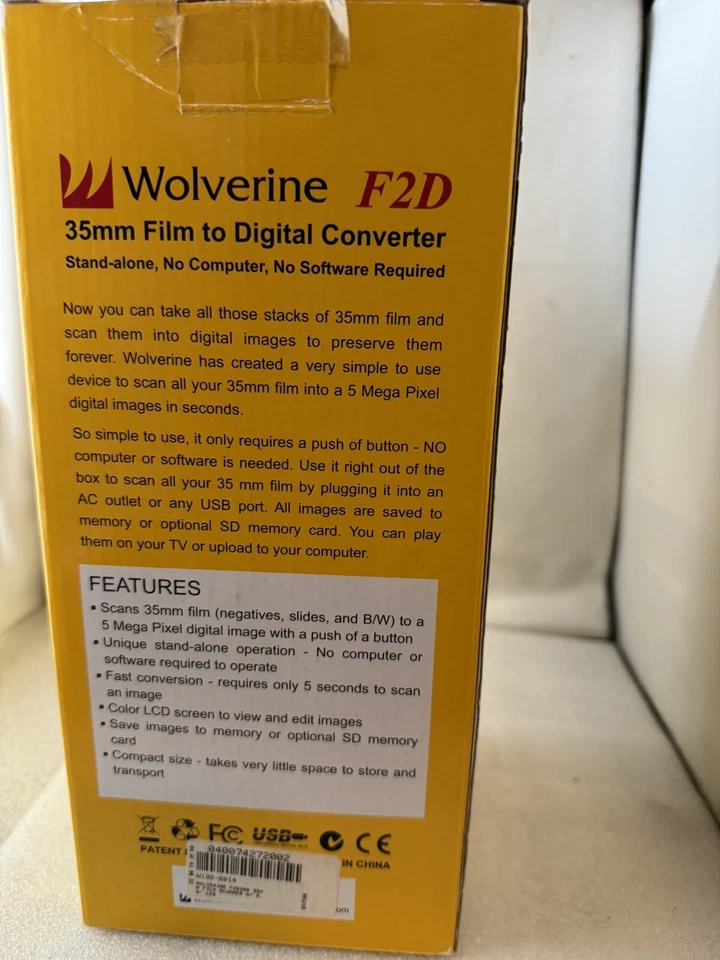 Wolverine F2D
35mm Film to Digital Converter
Stand-alone, No Computer, No Software Required
Now you can take all those stacks of 35mm film and
scan them into digital images to preserve them
forever. Wolverine has created a very simple to use
device to scan all your 35mm film into a 5 Mega Pixel
digital images in seconds.
So simple to use, it only requires a push of button - NO
computer or software is needed. Use it right out of the
box to scan all your 35 mm film by plugging it into an
AC outlet or any USB port. All images are saved to
memory or optional SD memory card. You can play
them on your TV or upload to your computer.
FEATURES
▪ Scans 35mm film (negatives, slides, and B/W) to a
5 Mega Pixel digital image with a push of a button
▪ Unique stand-alone operation - No computer or
software required to operate
▪ Fast conversion - requires only 5 seconds to scan
an image
▪ Color LCD screen to view and edit images
▪ Save images to memory or optional SD memory
card
▪ Compact size - takes very little space to store and
transport
FC USB CE
PATENT IN CHINA
040074272002
W132-2014
om